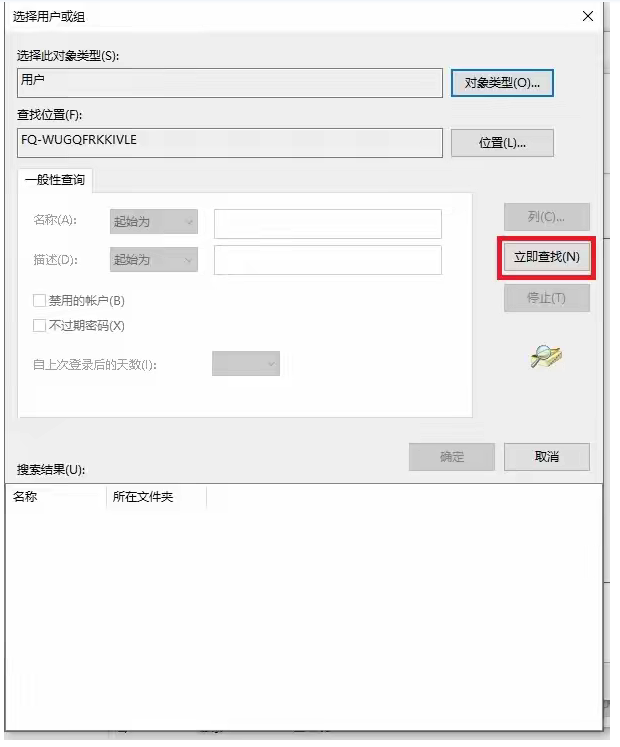 选择用户或组
选择此对象类型(S):
用户
对象类型(O)...
查找位置(F):
FQ-WUGQFRKKIVLE
位置(L)...
一般性查询
名称(A):
起始为
列(C)...
描述(D):
起始为
立即查找(N)
停止(T)
禁用的帐户(B)
不过期密码(X)
自上次登录后的天数(I):
确定
取消
搜索结果(U):
名称
所在文件夹